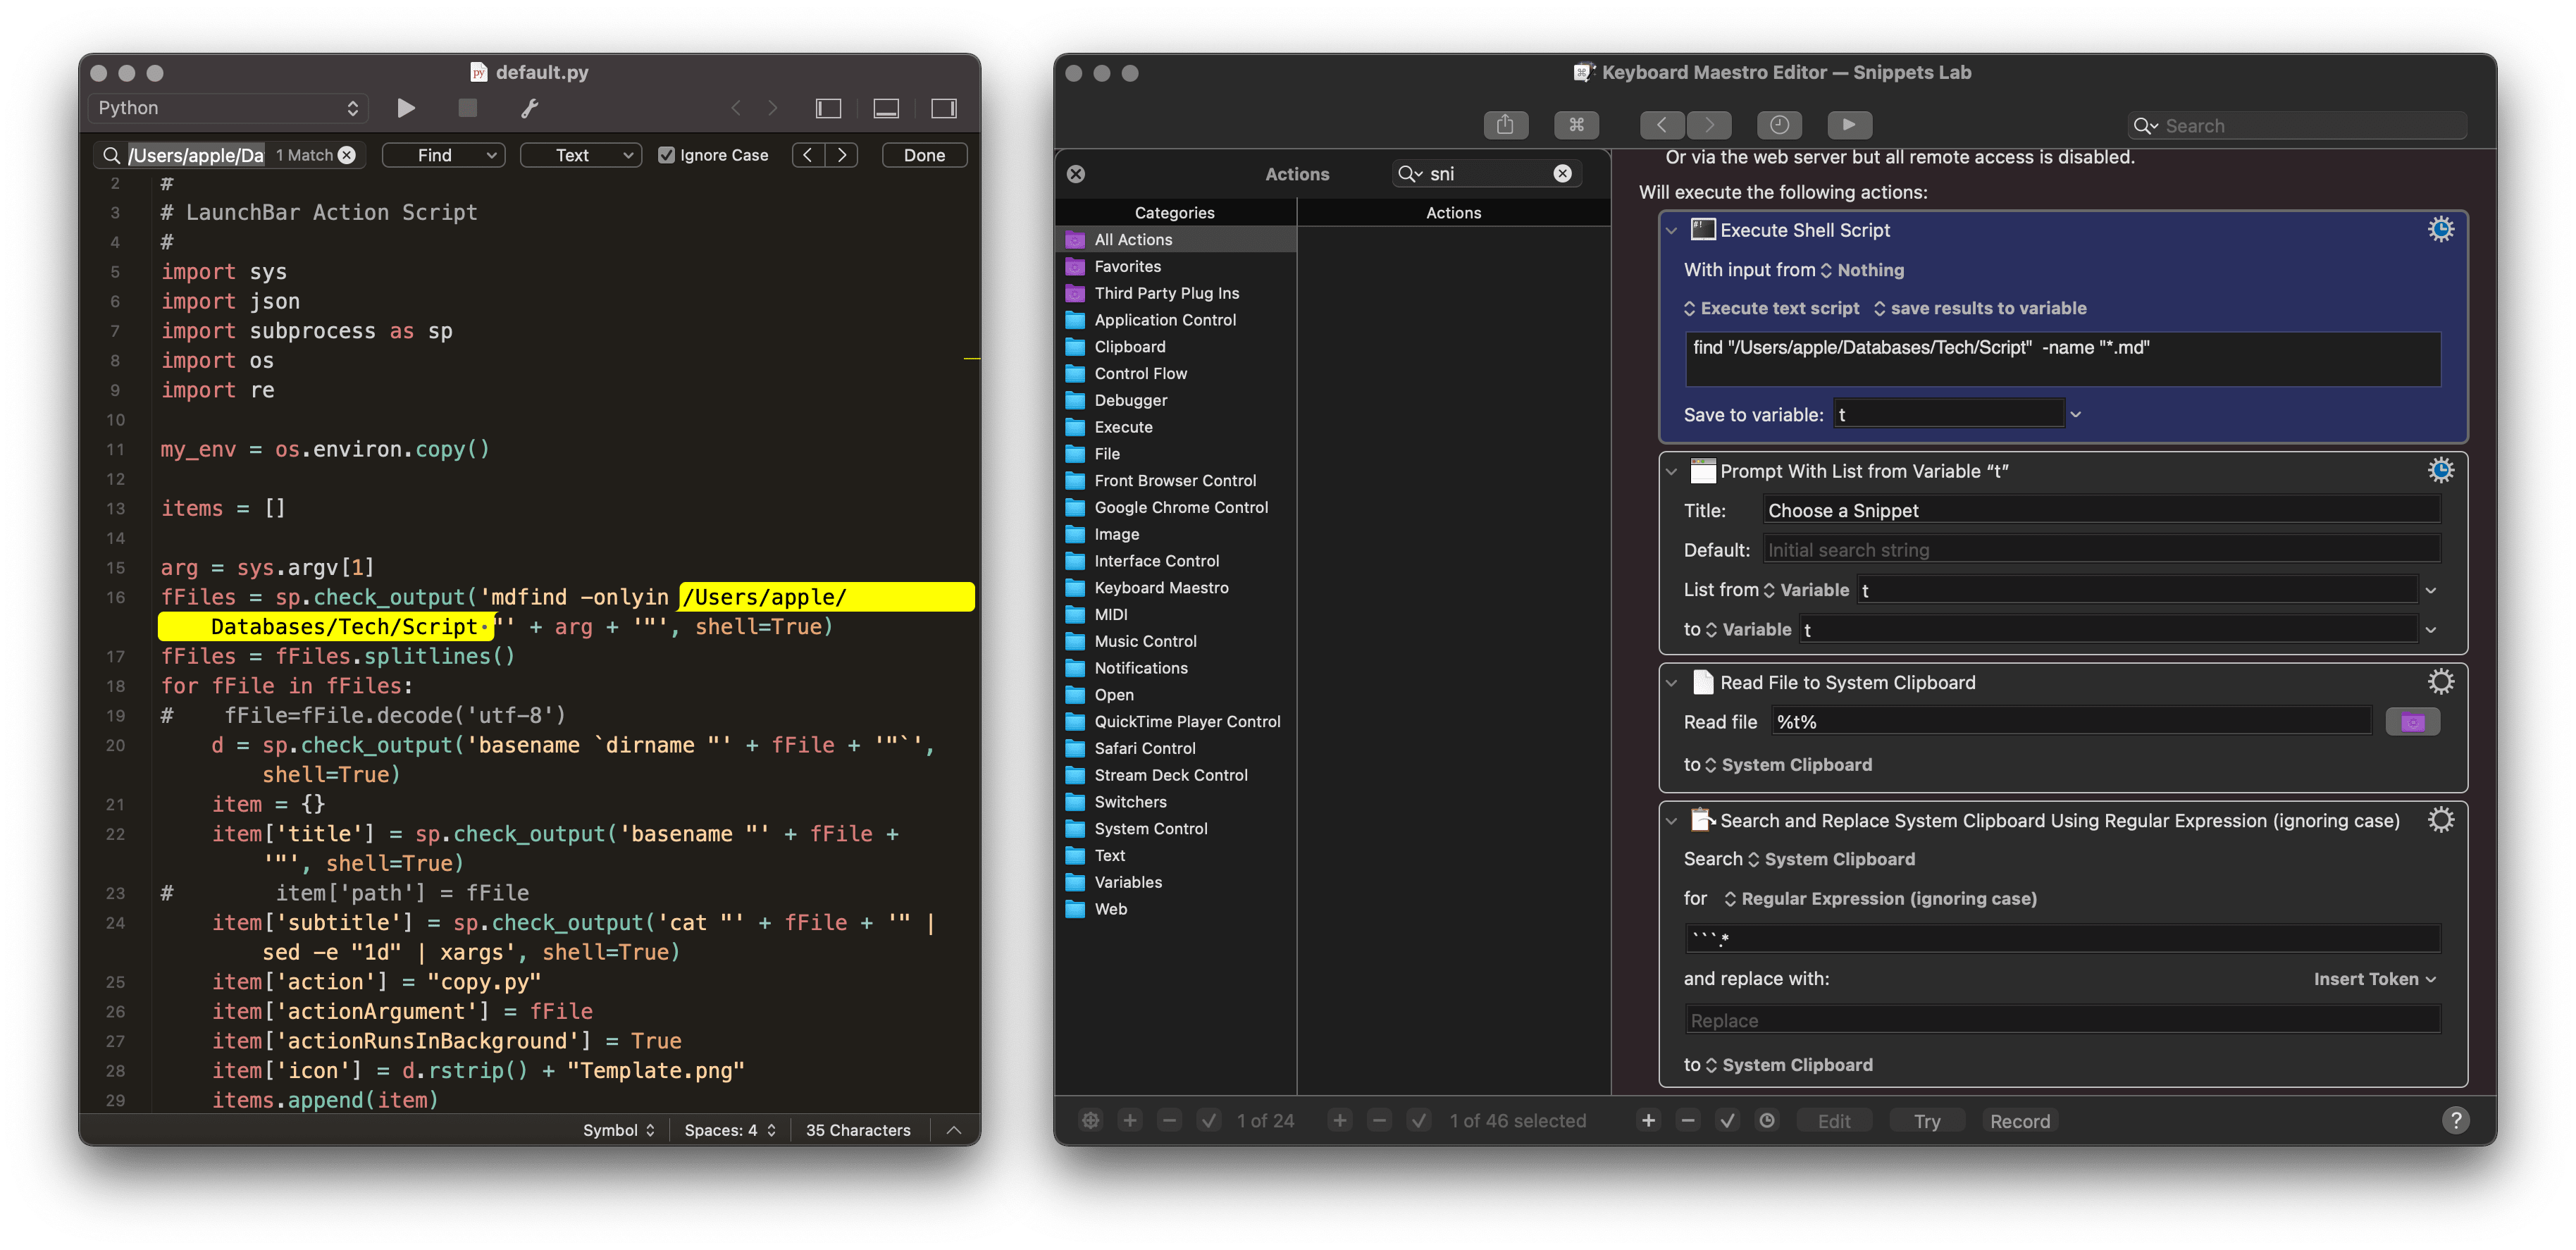 default.py
Python
/Users/apple/Da 1 Match Find Text Ignore Case Done
2 #
3 # LaunchBar Action Script
4 #
5 import sys
6 import json
7 import subprocess as sp
8 import os
9 import re
10
11 my_env = os.environ.copy()
12
13 items = []
14
15 arg = sys.argv[1]
16 fFiles = sp.check_output('mdfind -onlyin /Users/apple/
Databases/Tech/Script·"' + arg + '"', shell=True)
17 fFiles = fFiles.splitlines()
18 for fFile in fFiles:
19 # fFile=fFile.decode('utf-8')
20 d = sp.check_output('basename `dirname "' + fFile + '"`',
shell=True)
21 item = {}
22 item['title'] = sp.check_output('basename "' + fFile +
'"', shell=True)
23 # item['path'] = fFile
24 item['subtitle'] = sp.check_output('cat "' + fFile + '" |
sed -e "1d" | xargs', shell=True)
25 item['action'] = "copy.py"
26 item['actionArgument'] = fFile
27 item['actionRunsInBackground'] = True
28 item['icon'] = d.rstrip() + "Template.png"
29 items.append(item)
Symbol Spaces: 4 35 Characters
Keyboard Maestro Editor — Snippets Lab
Search
Actions sni
Categories Actions
All Actions
Favorites
Third Party Plug Ins
Application Control
Clipboard
Control Flow
Debugger
Execute
File
Front Browser Control
Google Chrome Control
Image
Interface Control
Keyboard Maestro
MIDI
Music Control
Notifications
Open
QuickTime Player Control
Safari Control
Stream Deck Control
Switchers
System Control
Text
Variables
Web
Or via the web server but all remote access is disabled.
Will execute the following actions:
Execute Shell Script
With input from Nothing
Execute text script save results to variable
find "/Users/apple/Databases/Tech/Script" -name "*.md"
Save to variable: t
Prompt With List from Variable “t”
Title: Choose a Snippet
Default: Initial search string
List from Variable t
to Variable t
Read File to System Clipboard
Read file %t%
to System Clipboard
Search and Replace System Clipboard Using Regular Expression (ignoring case)
Search System Clipboard
for Regular Expression (ignoring case)
```.*
and replace with: Insert Token
Replace
to System Clipboard
1 of 24 1 of 46 selected Edit Try Record ?